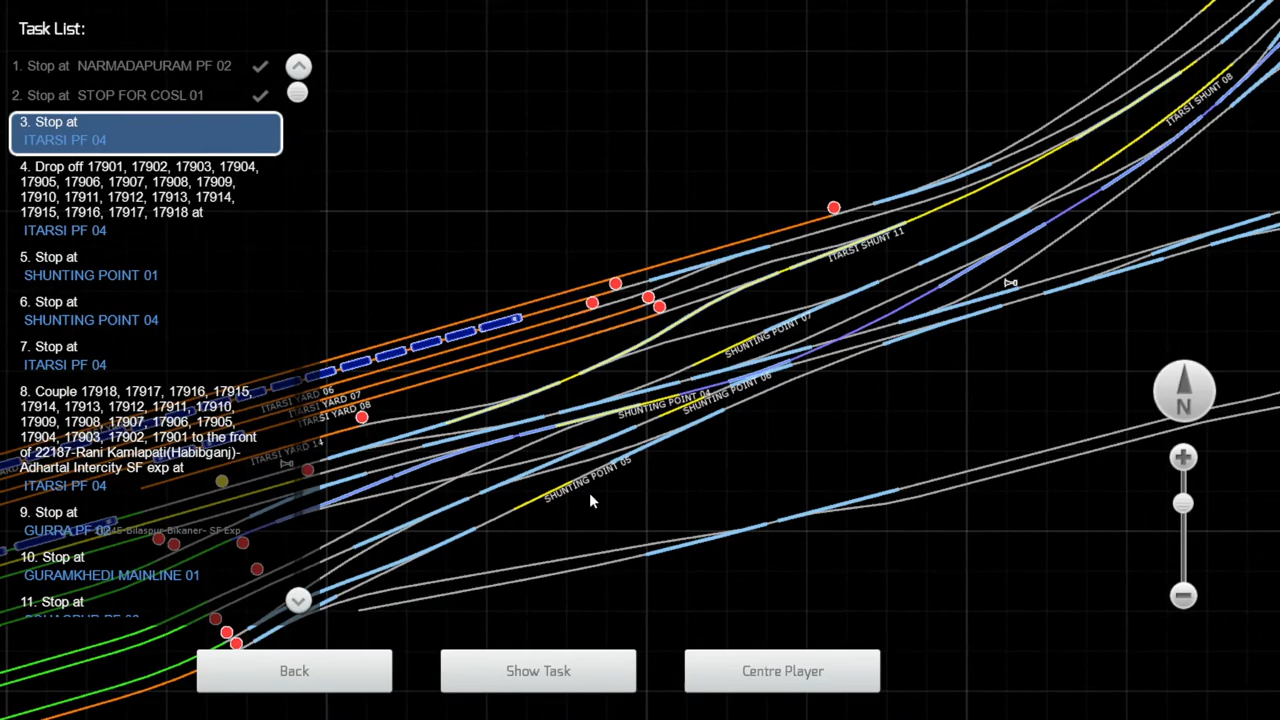 Task List:
1. Stop at NARMADAPURAM PF 02
2. Stop at STOP FOR COSL 01
3. Stop at
ITARSI PF 04
4. Drop off 17901, 17902, 17903, 17904,
17905, 17906, 17907, 17908, 17909,
17910, 17911, 17912, 17913, 17914,
17915, 17916, 17917, 17918 at
ITARSI PF 04
5. Stop at
SHUNTING POINT 01
6. Stop at
SHUNTING POINT 04
7. Stop at
ITARSI PF 04
8. Couple 17918, 17917, 17916, 17915,
17914, 17913, 17912, 17911, 17910,
17909, 17908, 17907, 17906, 17905,
17904, 17903, 17902, 17901 to the front
of 22187-Rani Kamlapati(Habibganj)-
Adhartal Intercity SF exp at
ITARSI PF 04
9. Stop at
GURRA PF 02
10. Stop at
GURAMKHEDI MAINLINE 01
11. Stop at
ITARSI SHUNT 08
ITARSI SHUNT 11
SHUNTING POINT 07
SHUNTING POINT 06
SHUNTING POINT 04
SHUNTING POINT 05
ITARSI YARD 06
ITARSI YARD 07
ITARSI YARD 08
ITARSI YARD 14
-Bilaspur-Bikaner- SF Exp
N
Back
Show Task
Centre Player